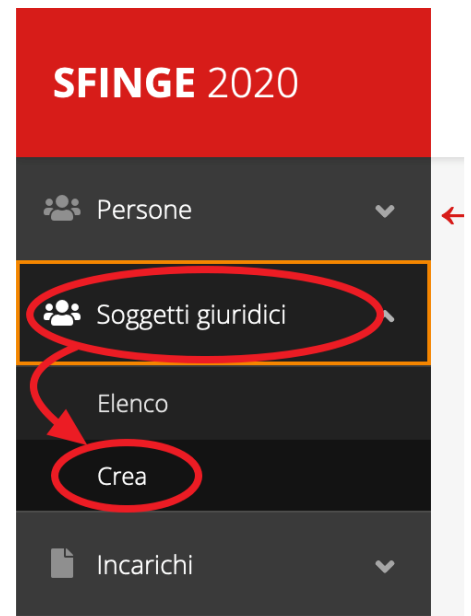 SFINGE 2020
Persone
Soggetti giuridici
Elenco
Crea
Incarichi